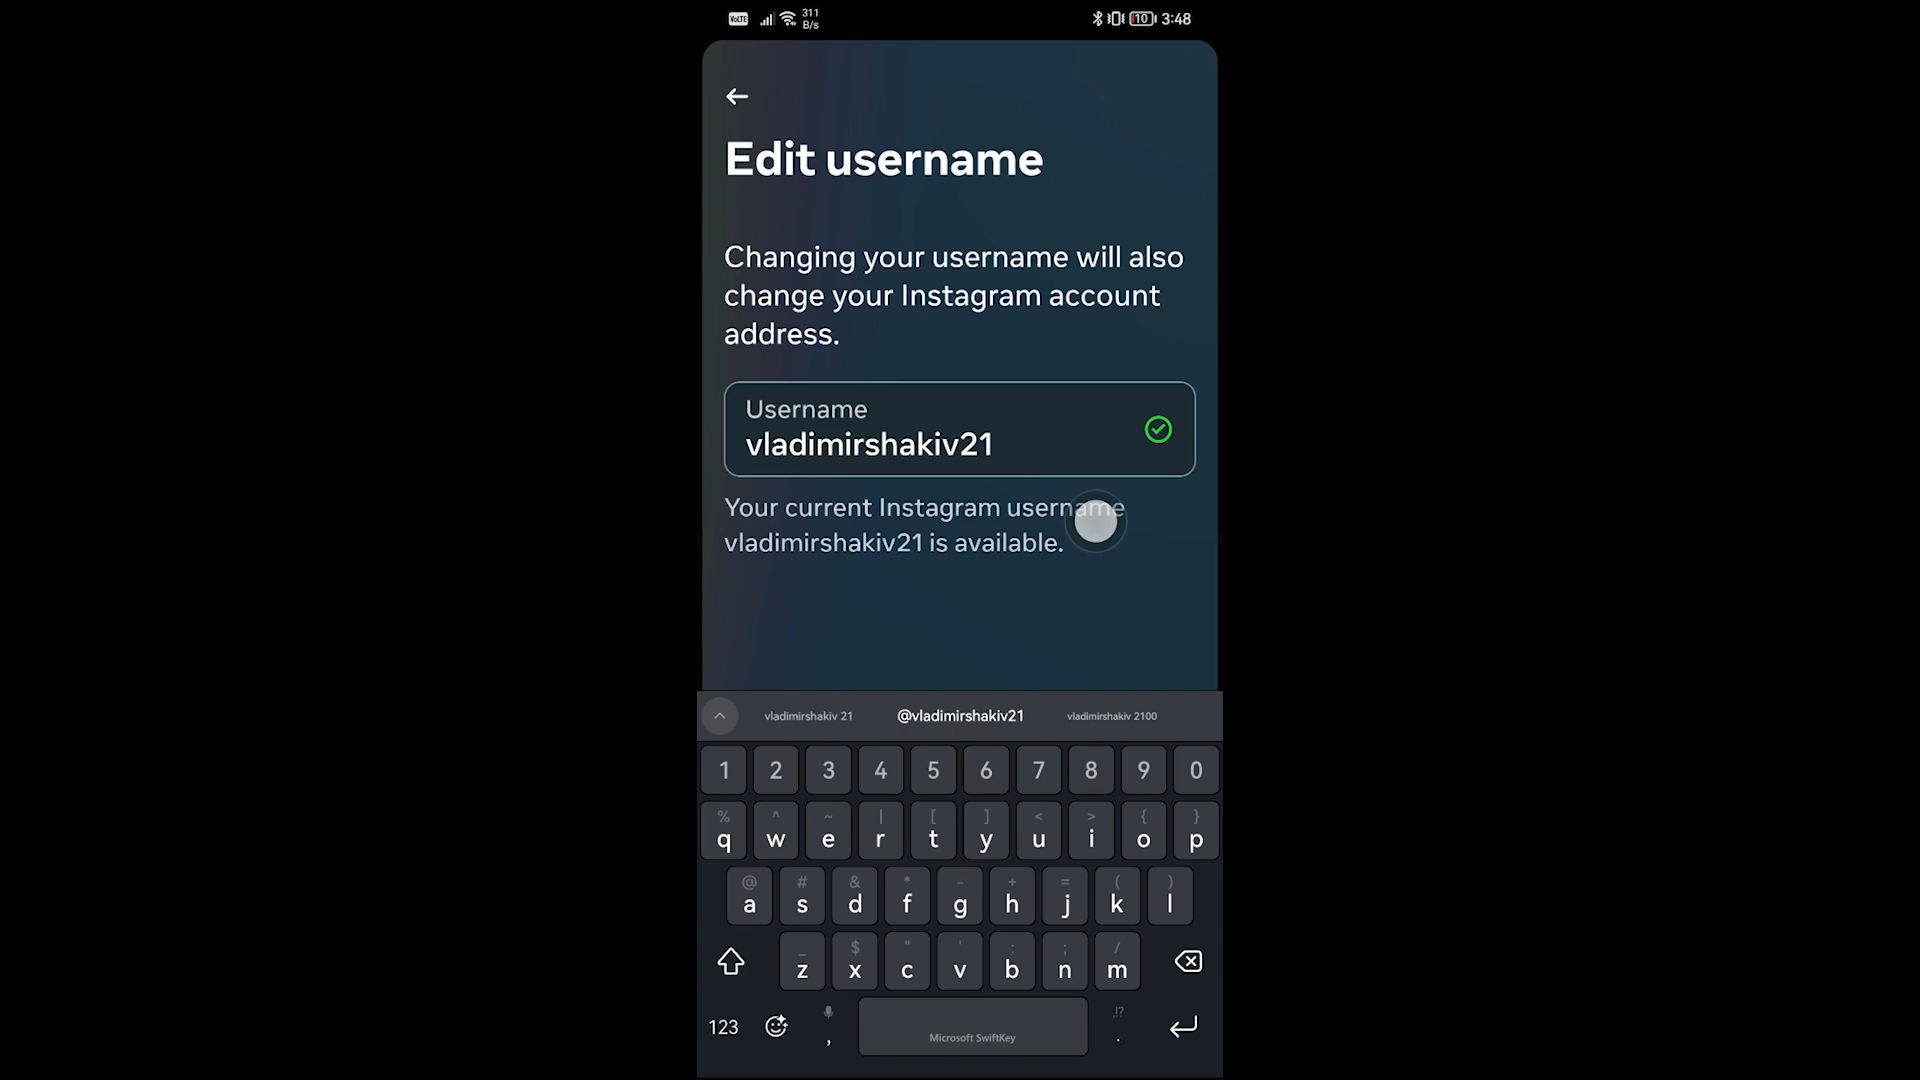 VoLTE 311 B/s 10 3:48
Edit username
Changing your username will also
change your Instagram account
address.
Username
vladimirshakiv21
Your current Instagram username
vladimirshakiv21 is available.
vladimirshakiv 21 @vladimirshakiv21 vladimirshakiv 2100
1 2 3 4 5 6 7 8 9 0
% ^ ~ | [ ] < > { }
q w e r t y u i o p
@ # & * - + = ( )
a s d f g h j k l
_ $ " ' : ; /
z x c v b n m
123 , Microsoft SwiftKey ,!? .